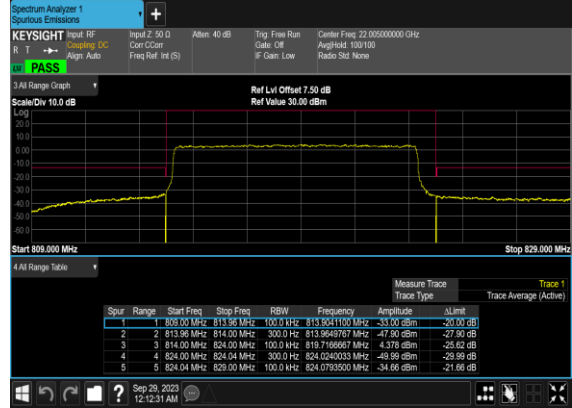 Spectrum Analyzer 1
Spurious Emissions
KEYSIGHT Input: RF Input Z: 50 Ω Atten: 40 dB Trig: Free Run Center Freq: 22.005000000 GHz
R T Coupling: DC Corr CCorr Gate: Off Avg|Hold: 100/100
Align: Auto Freq Ref: Int (S) IF Gain: Low Radio Std: None
LW PASS
3 All Range Graph
Ref Lvl Offset 7.50 dB
Scale/Div 10.0 dB Ref Value 30.00 dBm
Log
20.0
10.0
0.00
-10.0
-20.0
-30.0
-40.0
-50.0
-60.0
Start 809.000 MHz Stop 829.000 MHz
4 All Range Table
Measure Trace Trace 1
Trace Type Trace Average (Active)
Spur Range Start Freq Stop Freq RBW Frequency Amplitude ΔLimit
1 1 809.00 MHz 813.96 MHz 100.0 kHz 813.9041100 MHz -33.00 dBm -20.00 dB
2 2 813.96 MHz 814.00 MHz 300.0 Hz 813.9649767 MHz -47.90 dBm -27.90 dB
3 3 814.00 MHz 824.00 MHz 100.0 kHz 819.7166667 MHz 4.378 dBm -25.62 dB
4 4 824.00 MHz 824.04 MHz 300.0 Hz 824.0240033 MHz -49.99 dBm -29.99 dB
5 5 824.04 MHz 829.00 MHz 100.0 kHz 824.0793500 MHz -34.66 dBm -21.66 dB
Sep 29, 2023
12:12:31 AM